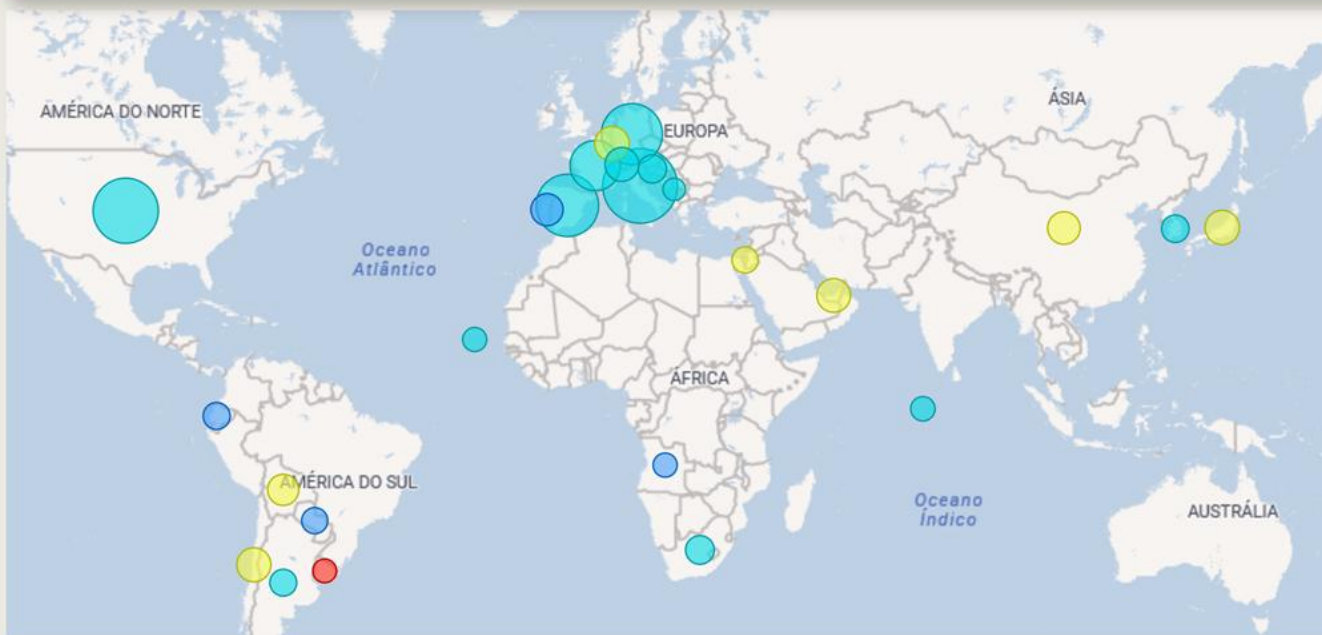 AMÉRICA DO NORTE
ÁSIA
EUROPA
Oceano
Atlântico
ÁFRICA
AMÉRICA DO SUL
Oceano
Índico
AUSTRÁLIA